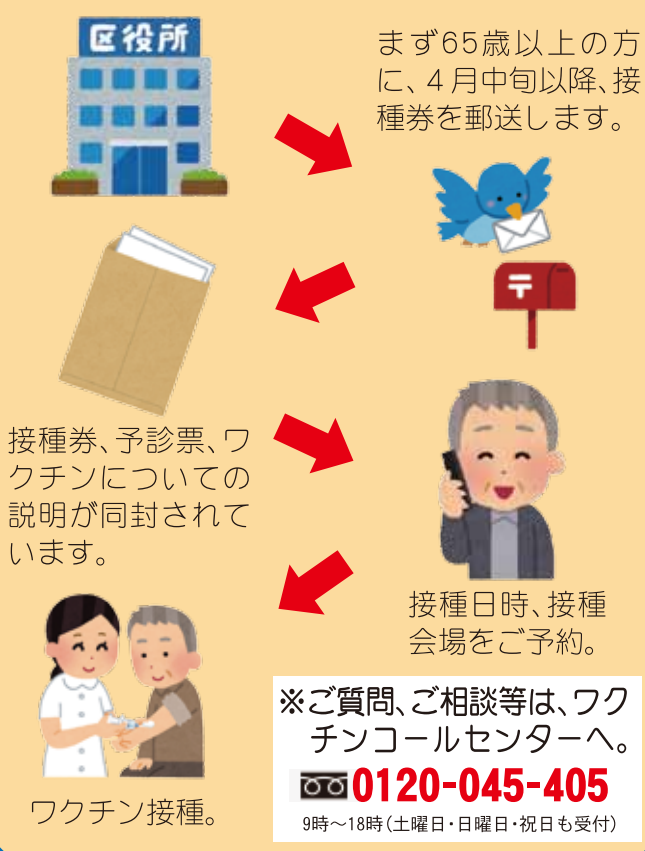 区役所
まず65歳以上の方
に、4月中旬以降、接
種券を郵送します。
〒
接種券、予診票、ワ
クチンについての
説明が同封されて
います。
接種日時、接種
会場をご予約。
ワクチン接種。
※ご質問、ご相談等は、ワク
チンコールセンターへ。
0120-045-405
9時～18時(土曜日・日曜日・祝日も受付)